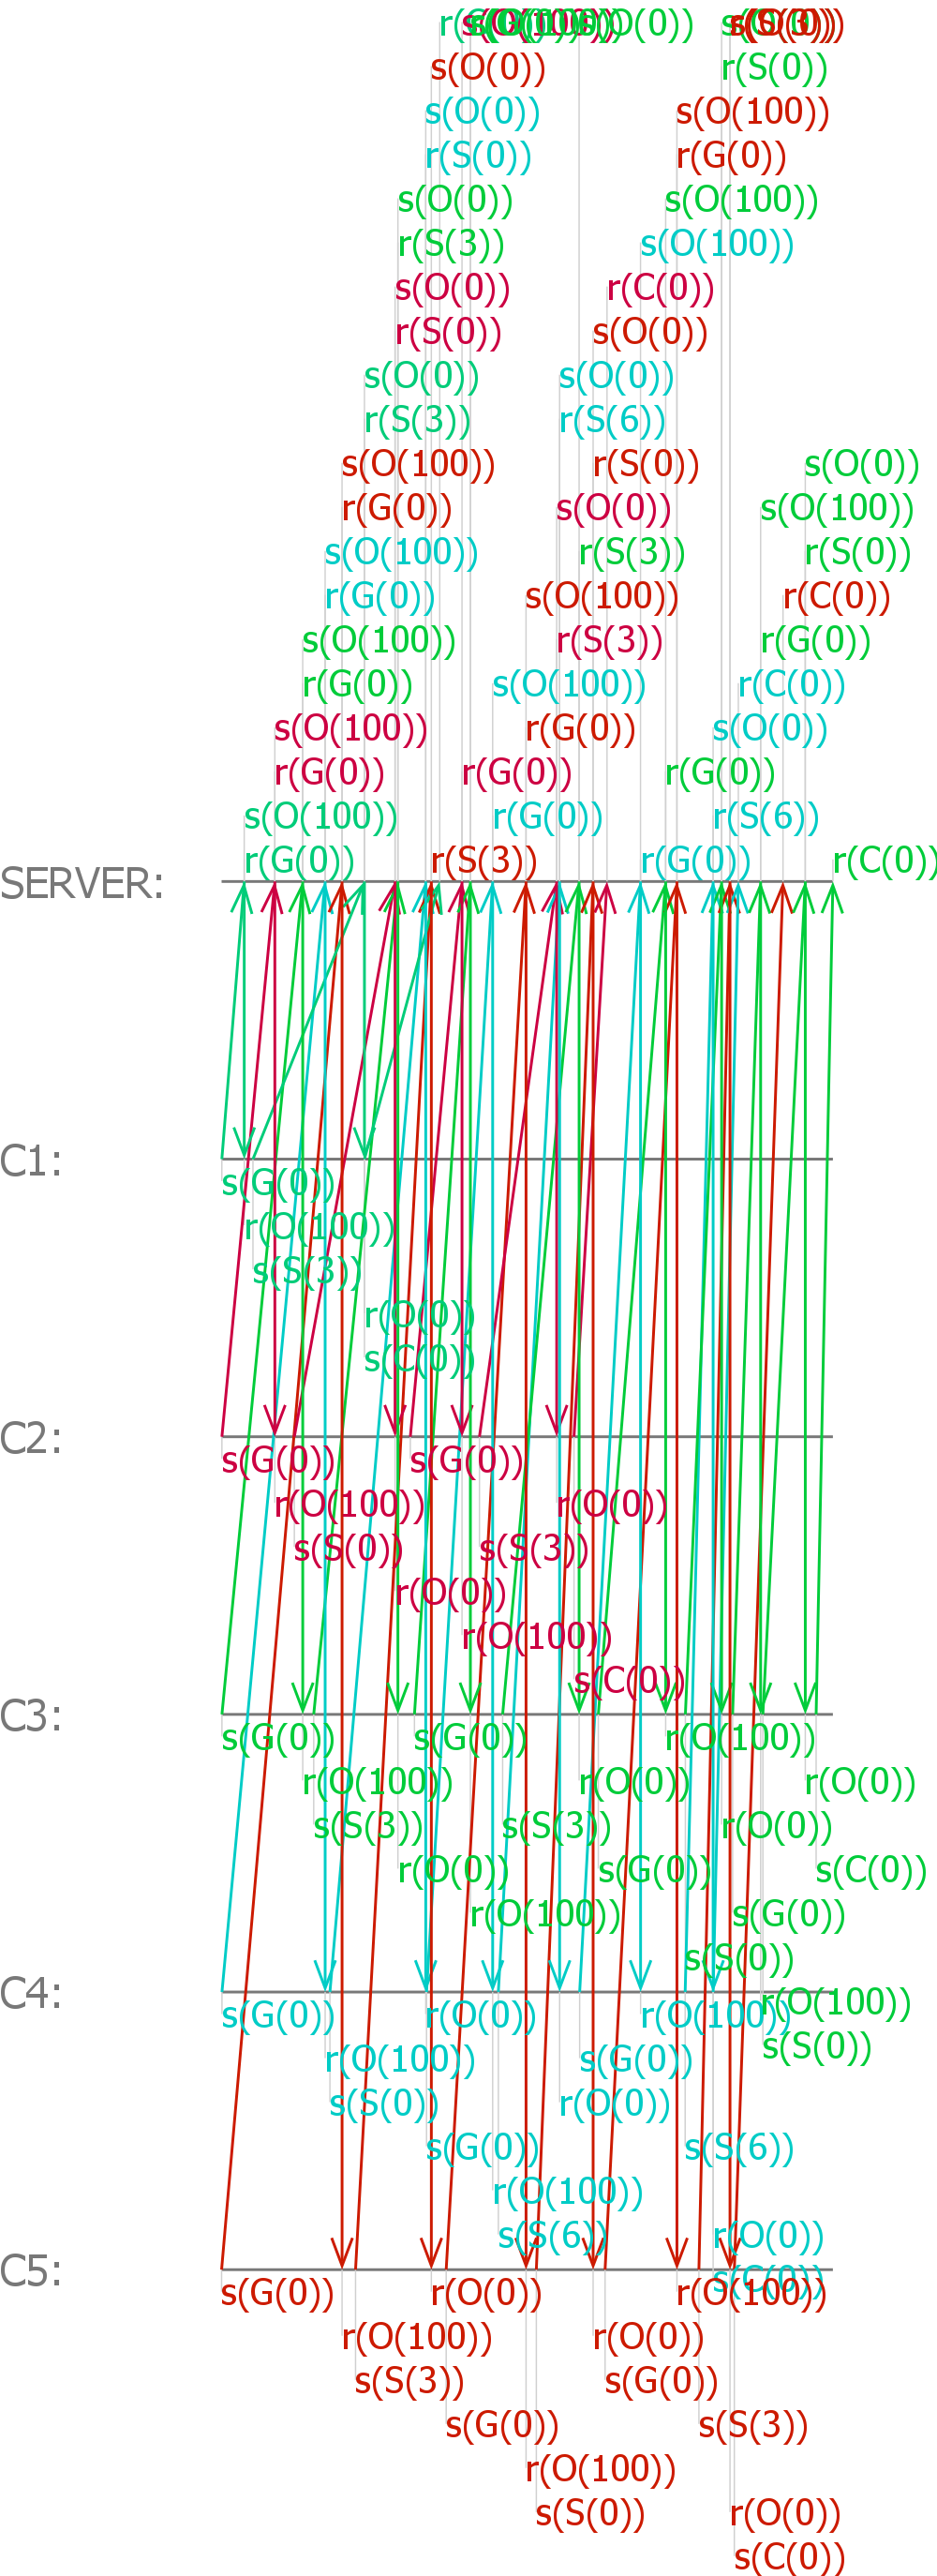 r(C(0)) s(O(0))
s(O(0)) r(S(0))
s(O(0)) s(O(100))
r(S(0)) r(G(0))
s(O(0)) s(O(100))
r(S(3)) s(O(100))
s(O(0)) r(C(0))
r(S(0)) s(O(0))
s(O(0)) s(O(0))
r(S(3)) r(S(6))
s(O(100)) r(S(0)) s(O(0))
r(G(0)) s(O(0)) s(O(100))
s(O(100)) r(S(3)) r(S(0))
r(G(0)) s(O(100)) r(C(0))
s(O(100)) r(S(3)) r(G(0))
r(G(0)) s(O(100)) r(C(0))
s(O(100)) r(G(0)) s(O(0))
r(G(0)) r(G(0)) r(G(0))
s(O(100)) r(G(0)) r(S(6))
SERVER: r(G(0)) r(S(3)) r(G(0)) r(C(0))
C1:
s(G(0))
r(O(100))
s(S(3))
r(O(0))
s(C(0))
C2:
s(G(0)) s(G(0))
r(O(100)) r(O(0))
s(S(0)) s(S(3))
r(O(0))
r(O(100))
s(C(0))
C3:
s(G(0)) s(G(0)) r(O(100))
r(O(100)) r(O(0)) r(O(0))
s(S(3)) s(S(3)) r(O(0))
r(O(0)) s(G(0)) s(C(0))
r(O(100)) s(G(0))
s(S(0))
C4:
r(O(100))
s(G(0)) r(O(0)) r(O(100))
s(S(0))
r(O(100)) s(G(0))
s(S(0)) r(O(0))
s(G(0)) s(S(6))
r(O(100))
s(S(6)) r(O(0))
C5:
s(C(0))
s(G(0)) r(O(0)) r(O(100))
r(O(100)) r(O(0))
s(S(3)) s(G(0))
s(G(0)) s(S(3))
r(O(100))
s(S(0)) r(O(0))
s(C(0))